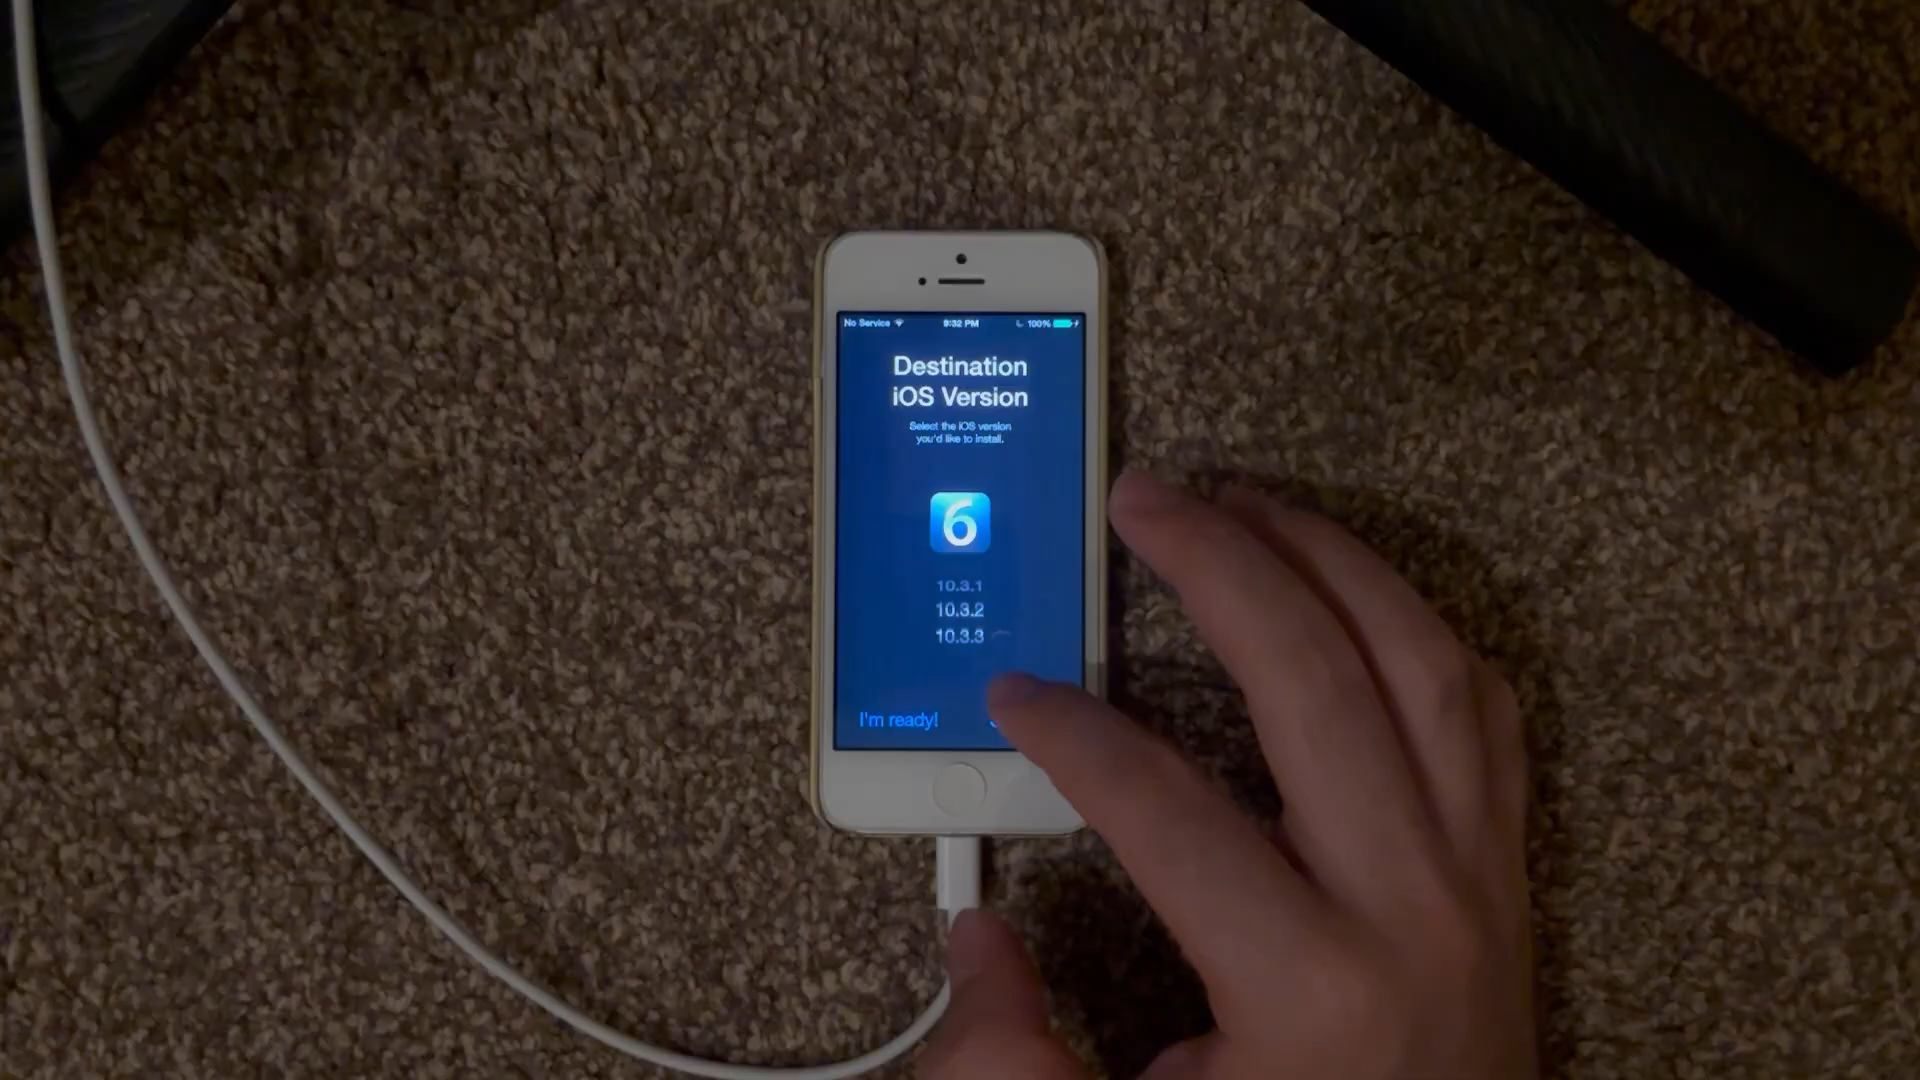 No Service 9:32 PM 100%
Destination
iOS Version
Select the iOS version
you'd like to install.
6
10.3.1
10.3.2
10.3.3
I'm ready!